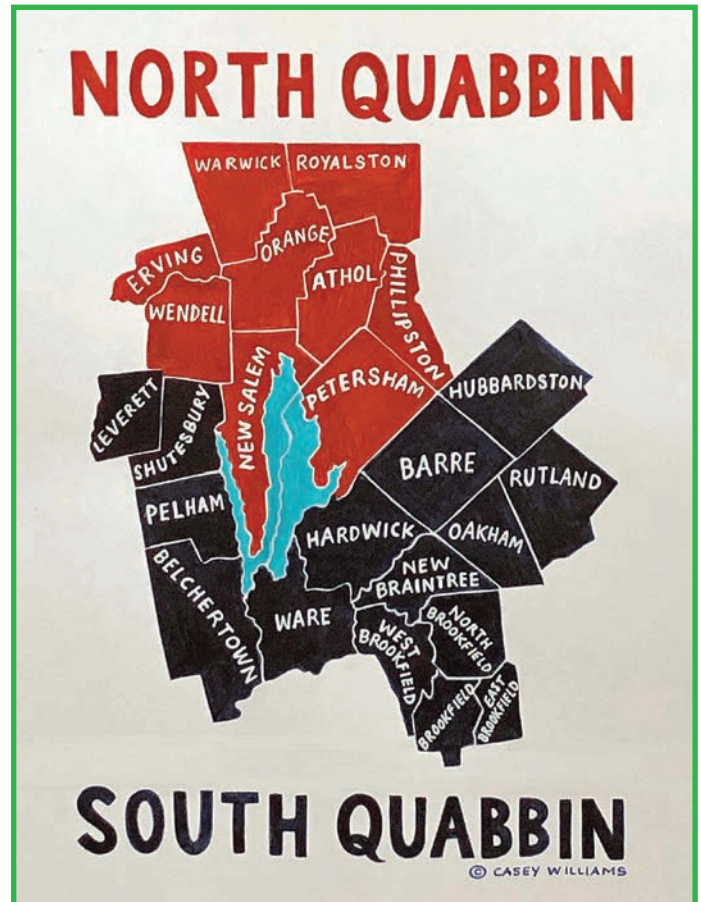 NORTH QUABBIN
WARWICK
ROYALSTON
ORANGE
ERVING
ATHOL
PHILLIPSTON
WENDELL
NEW SALEM
PETERSHAM
HUBBARDSTON
LEVERETT
SHUTESBURY
BARRE
RUTLAND
PELHAM
HARDWICK
OAKHAM
NEW
BRAINTREE
BELCHERTOWN
WARE
WEST
BROOKFIELD
NORTH
BROOKFIELD
BROOKFIELD
EAST
BROOKFIELD
SOUTH QUABBIN
© CASEY WILLIAMS